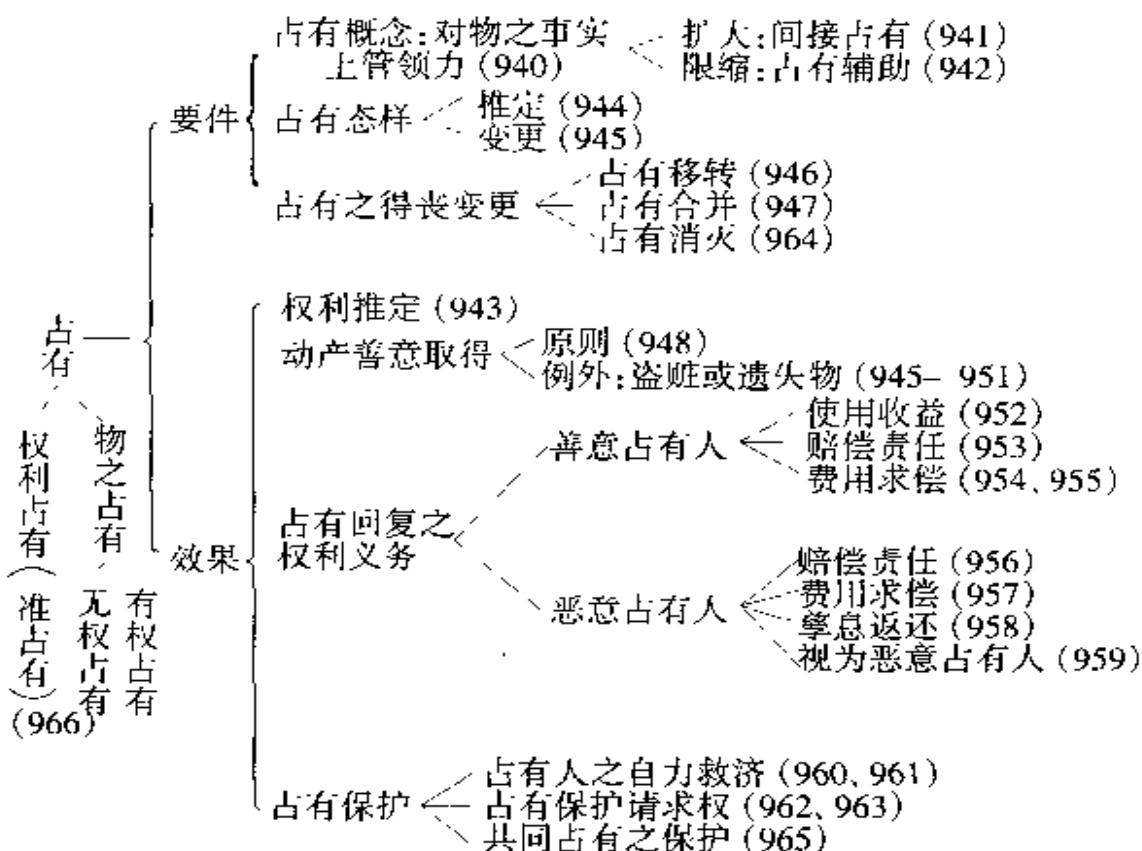 占有概念:对物之事实
上管领力(940)
扩大:间接占有(941)
限缩:占有辅助(942)
要件
占有态样
推定(944)
变更(945)
占有之得丧变更
占有移转(946)
占有合并(947)
占有消灭(964)
占有
权利占有(准占有)
(966)
物之占有
无权占有
有权占有
效果
权利推定(943)
动产善意取得
原则(948)
例外:盗赃或遗失物(945–951)
占有回复之
权利义务
善意占有人
使用收益(952)
赔偿责任(953)
费用求偿(954、955)
恶意占有人
赔偿责任(956)
费用求偿(957)
孳息返还(958)
视为恶意占有人(959)
占有保护
占有人之自力救济(960、961)
占有保护请求权(962、963)
共同占有之保护(965)